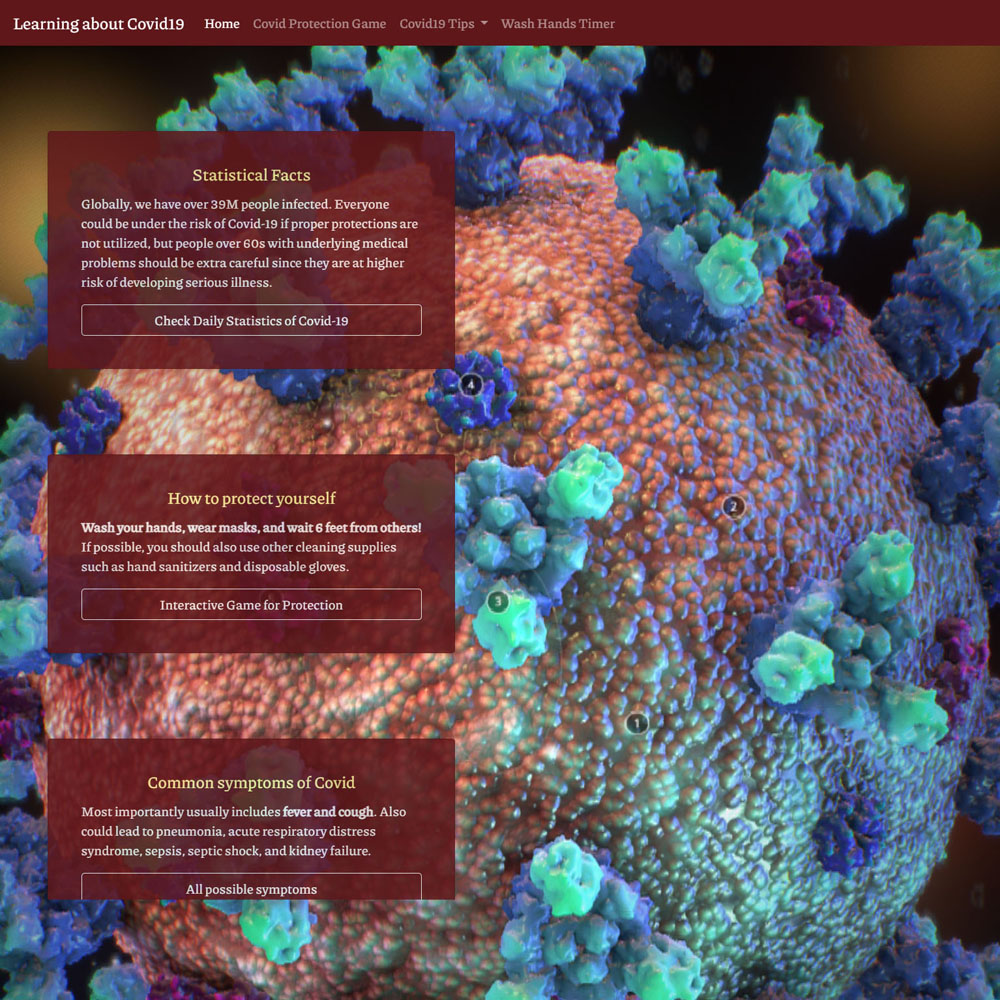 Learning about Covid19 Home Covid Protection Game Covid19 Tips Wash Hands Timer
Statistical Facts
Globally, we have over 39M people infected. Everyone
could be under the risk of Covid-19 if proper protections are
not utilized, but people over 60s with underlying medical
problems should be extra careful since they are at higher
risk of developing serious illness.
Check Daily Statistics of Covid-19
4
How to protect yourself
2
Wash your hands, wear masks, and wait 6 feet from others!
If possible, you should also use other cleaning supplies
such as hand sanitizers and disposable gloves.
Interactive Game for Protection
3
1
Common symptoms of Covid
Most importantly usually includes fever and cough. Also
could lead to pneumonia, acute respiratory distress
syndrome, sepsis, septic shock, and kidney failure.
All possible symptoms